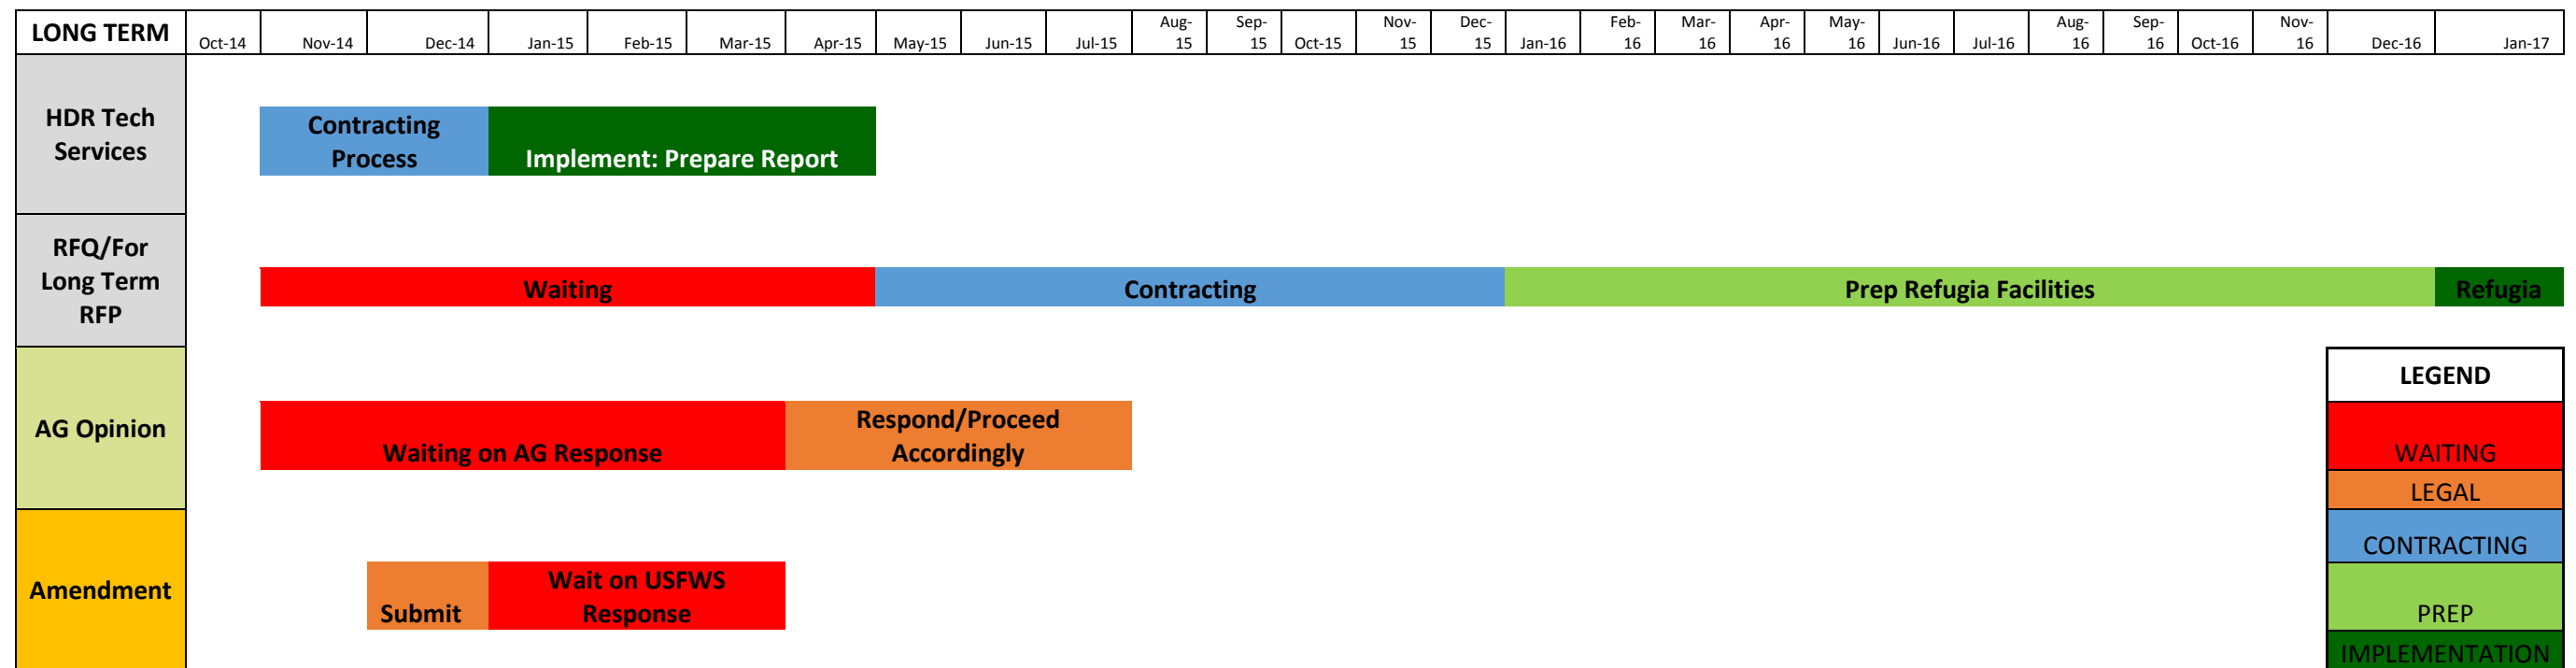 LONG TERM
Oct-14 Nov-14 Dec-14 Jan-15 Feb-15 Mar-15 Apr-15 May-15 Jun-15 Jul-15 Aug-15 Sep-15 Oct-15 Nov-15 Dec-15 Jan-16 Feb-16 Mar-16 Apr-16 May-16 Jun-16 Jul-16 Aug-16 Sep-16 Oct-16 Nov-16 Dec-16 Jan-17
HDR Tech
Services
Contracting
Process
Implement: Prepare Report
RFQ/For
Long Term
RFP
Waiting
Contracting
Prep Refugia Facilities
Refugia
AG Opinion
Waiting on AG Response
Respond/Proceed
Accordingly
Amendment
Submit
Wait on USFWS
Response
LEGEND
WAITING
LEGAL
CONTRACTING
PREP
IMPLEMENTATION